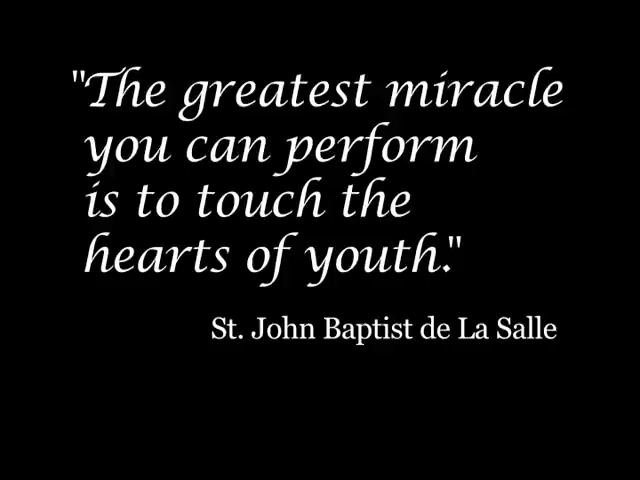 "The greatest miracle
you can perform
is to touch the
hearts of youth."
St. John Baptist de La Salle